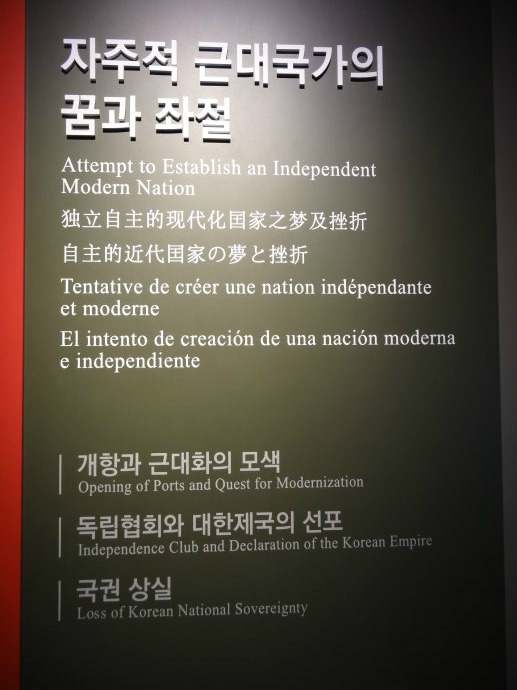 자주적 근대국가의
꿈과 좌절
Attempt to Establish an Independent
Modern Nation
独立自主的现代化国家之梦及挫折
自主的近代国家の夢と挫折
Tentative de créer une nation indépendante
et moderne
El intento de creación de una nación moderna
e independiente
개항과 근대화의 모색
Opening of Ports and Quest for Modernization
독립협회와 대한제국의 선포
Independence Club and Declaration of the Korean Empire
국권 상실
Loss of Korean National Sovereignty